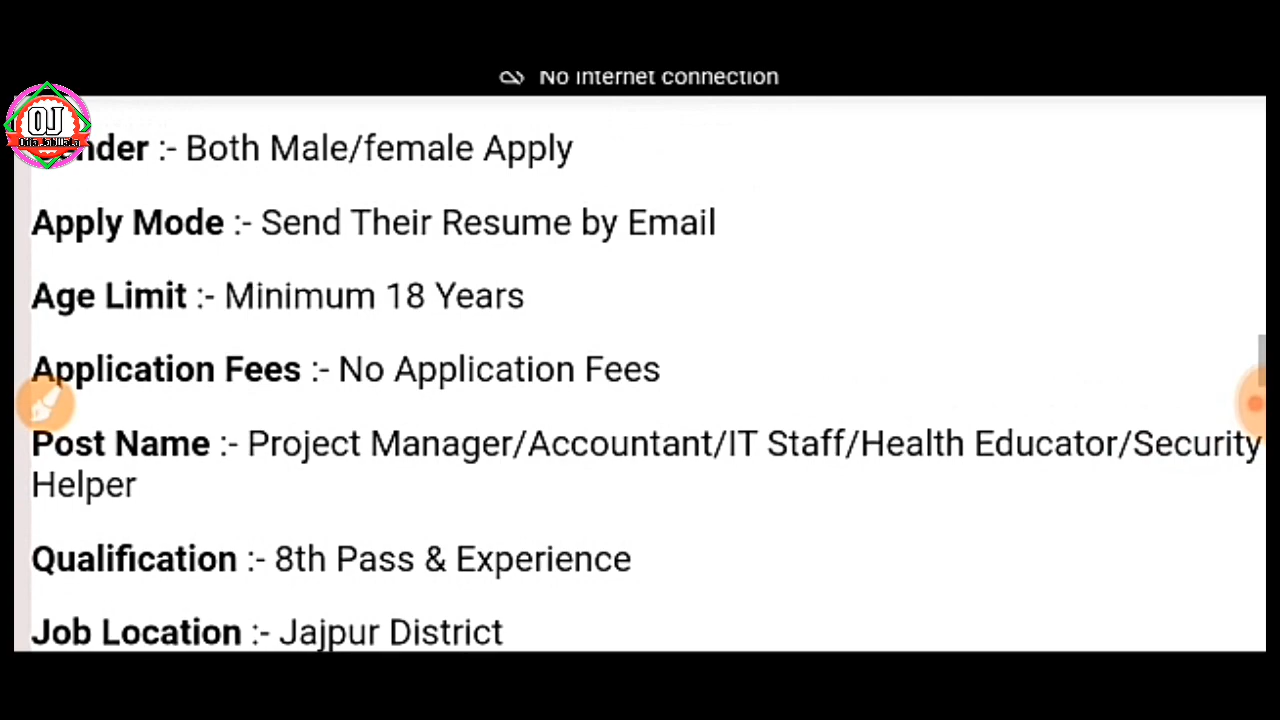 No internet connection
OJ
nder :- Both Male/female Apply
Apply Mode :- Send Their Resume by Email
Age Limit :- Minimum 18 Years
Application Fees :- No Application Fees
Post Name :- Project Manager/Accountant/IT Staff/Health Educator/Security
Helper
Qualification :- 8th Pass & Experience
Job Location :- Jajpur District